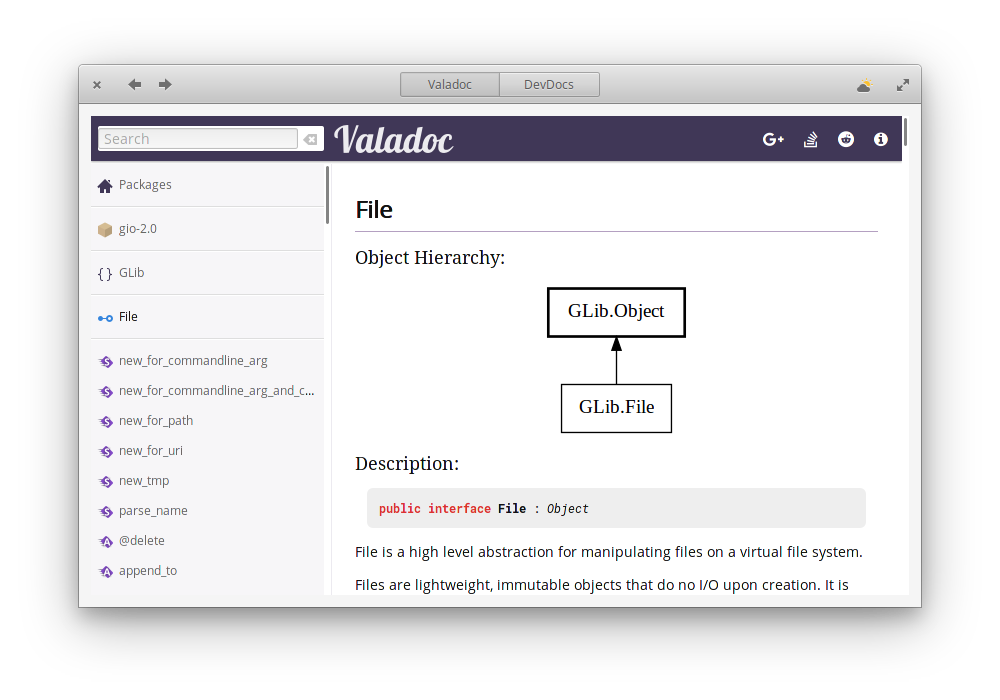 Valadoc
DevDocs
Search
Valadoc
G+
Packages
gio-2.0
{ } GLib
File
new_for_commandline_arg
new_for_commandline_arg_and_c...
new_for_path
new_for_uri
new_tmp
parse_name
@delete
append_to
File
Object Hierarchy:
GLib.Object
GLib.File
Description:
public interface File : Object
File is a high level abstraction for manipulating files on a virtual file system.
Files are lightweight, immutable objects that do no I/O upon creation. It is